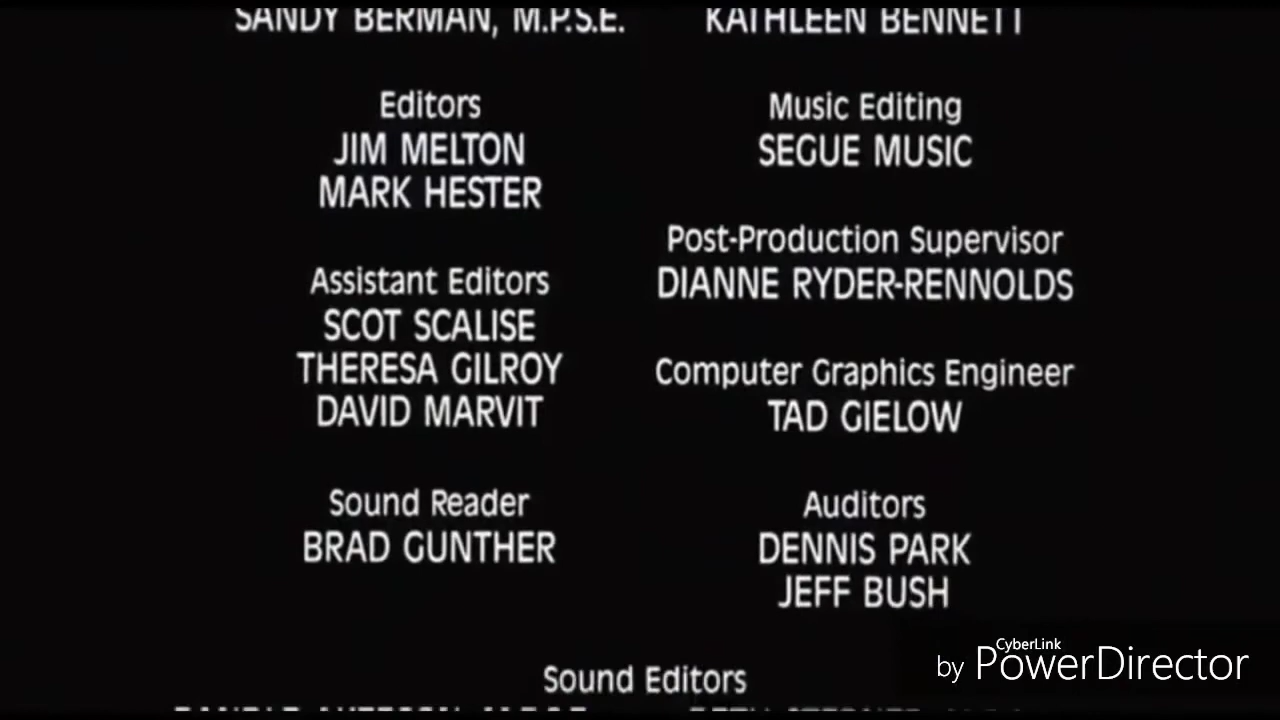 SANDY BERMAN, M.P.S.E.
KATHLEEN BENNETT
Editors
JIM MELTON
MARK HESTER
Assistant Editors
SCOT SCALISE
THERESA GILROY
DAVID MARVIT
Sound Reader
BRAD GUNTHER
Music Editing
SEGUE MUSIC
Post-Production Supervisor
DIANNE RYDER-RENNOLDS
Computer Graphics Engineer
TAD GIELOW
Auditors
DENNIS PARK
JEFF BUSH
Sound Editors
by CyberLink PowerDirector